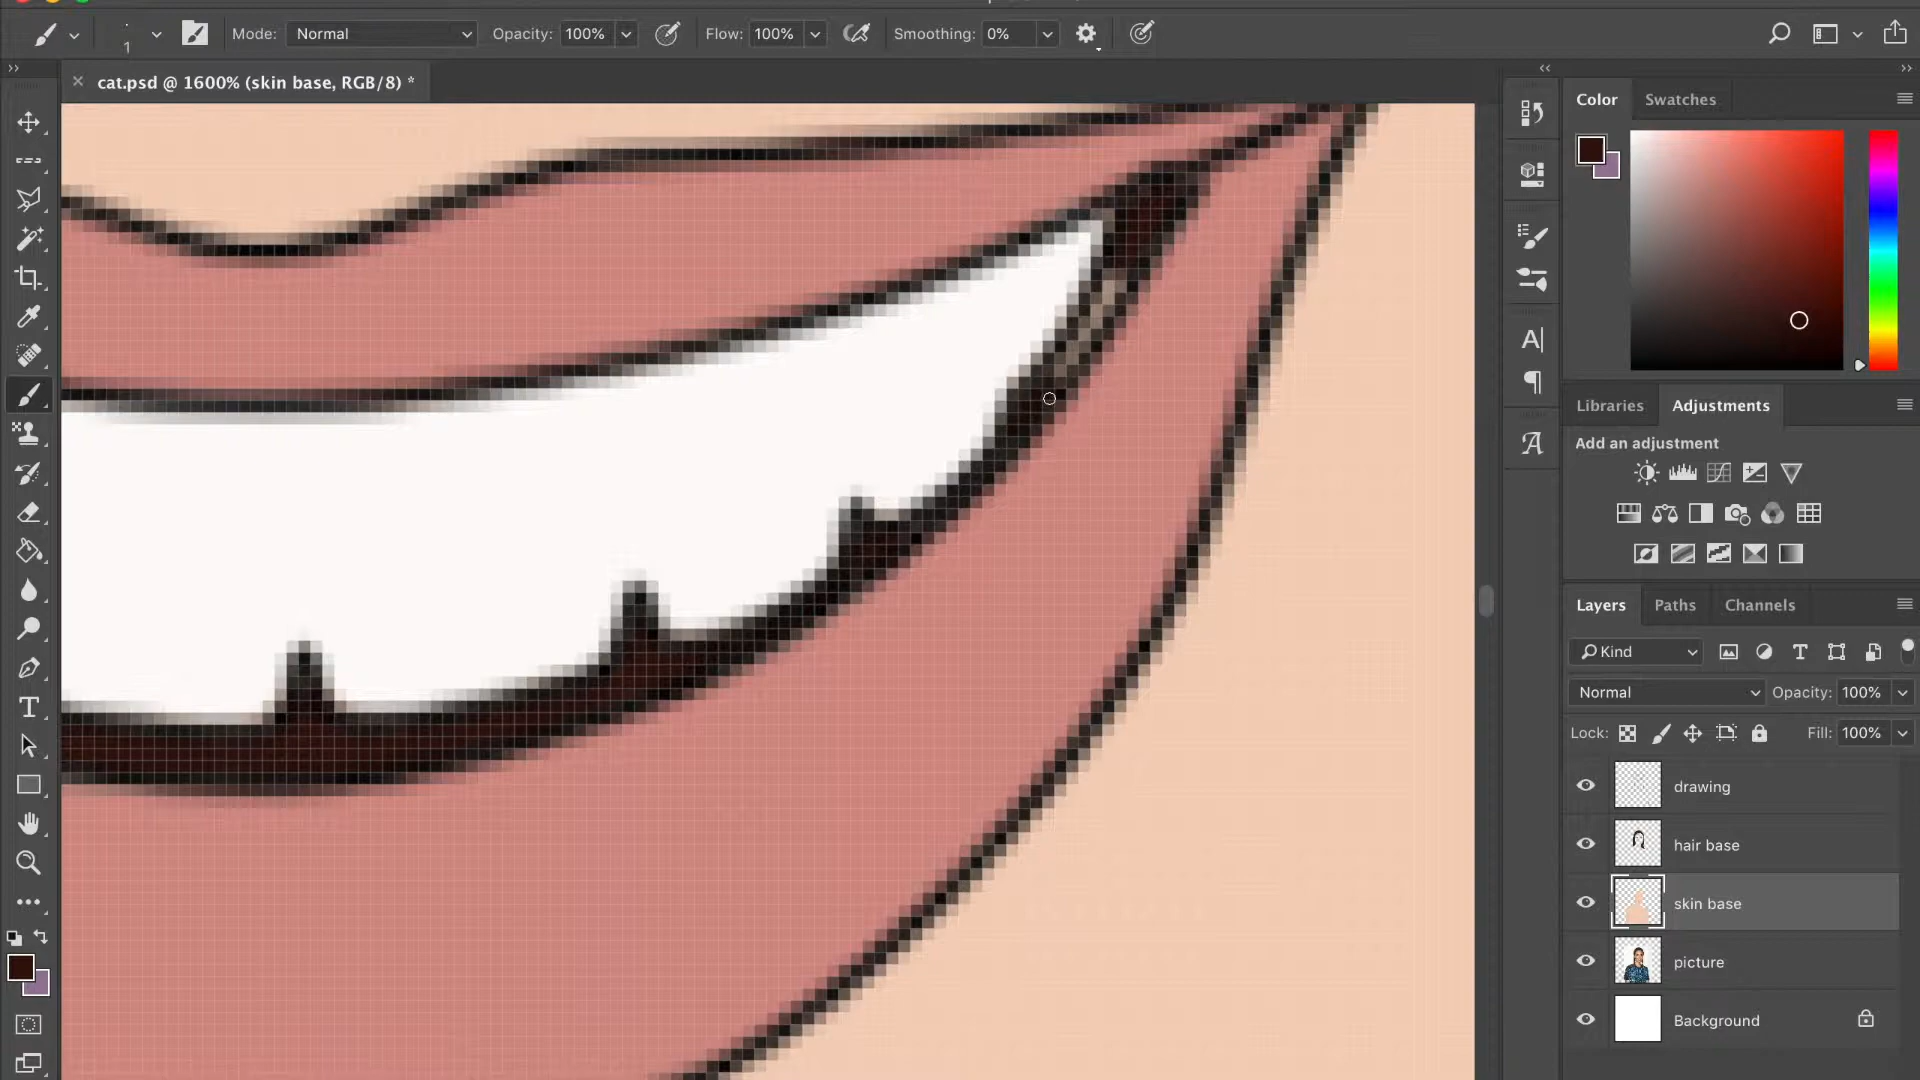 1
Mode: Normal Opacity: 100% Flow: 100% Smoothing: 0%
cat.psd @ 1600% (skin base, RGB/8) *
Color Swatches
Libraries Adjustments
Add an adjustment
Layers Paths Channels
Kind
Normal Opacity: 100%
Lock: Fill: 100%
drawing
hair base
skin base
picture
Background